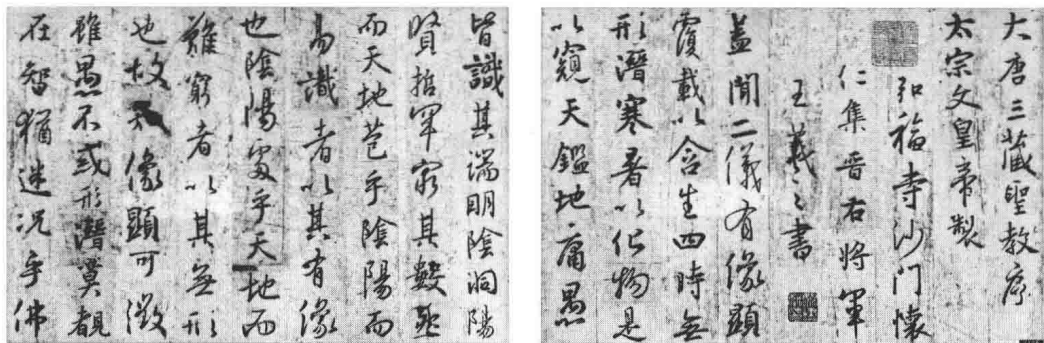 大唐三藏聖教序
太宗文皇帝製
弘福寺沙門懷
仁集晉右將軍
王羲之書
蓋聞二儀有像顯
覆載以含生四時無
形潛寒暑以化物是
以窺天鑑地庸愚
皆識其端明陰洞陽
賢哲罕窮其數然
而天地苞乎陰陽而
易識者以其有像
也陰陽處乎天地而
難窮者以其無形
也故知像顯可徵
雖愚不惑形潛莫覩
在智猶迷況乎佛